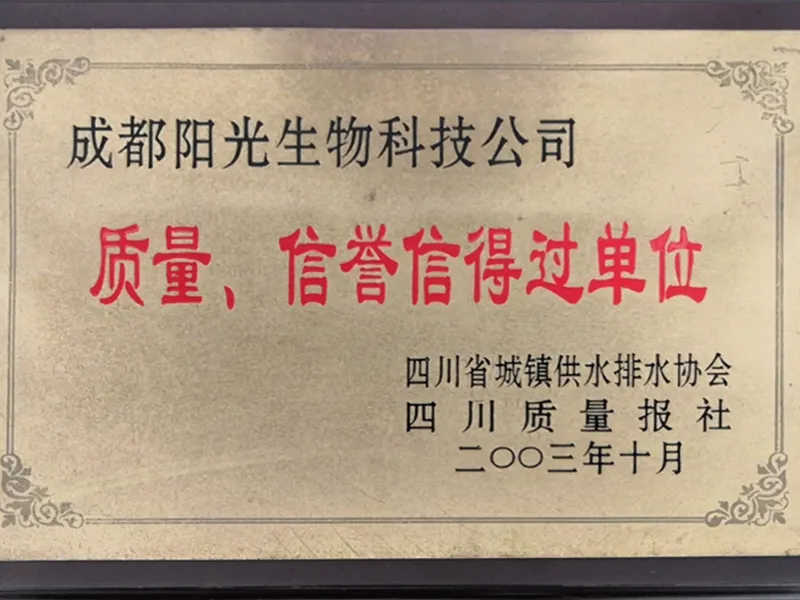 成都阳光生物科技公司
质量、信誉信得过单位
四川省城镇供水排水协会
四川质量报社
二〇〇三年十月